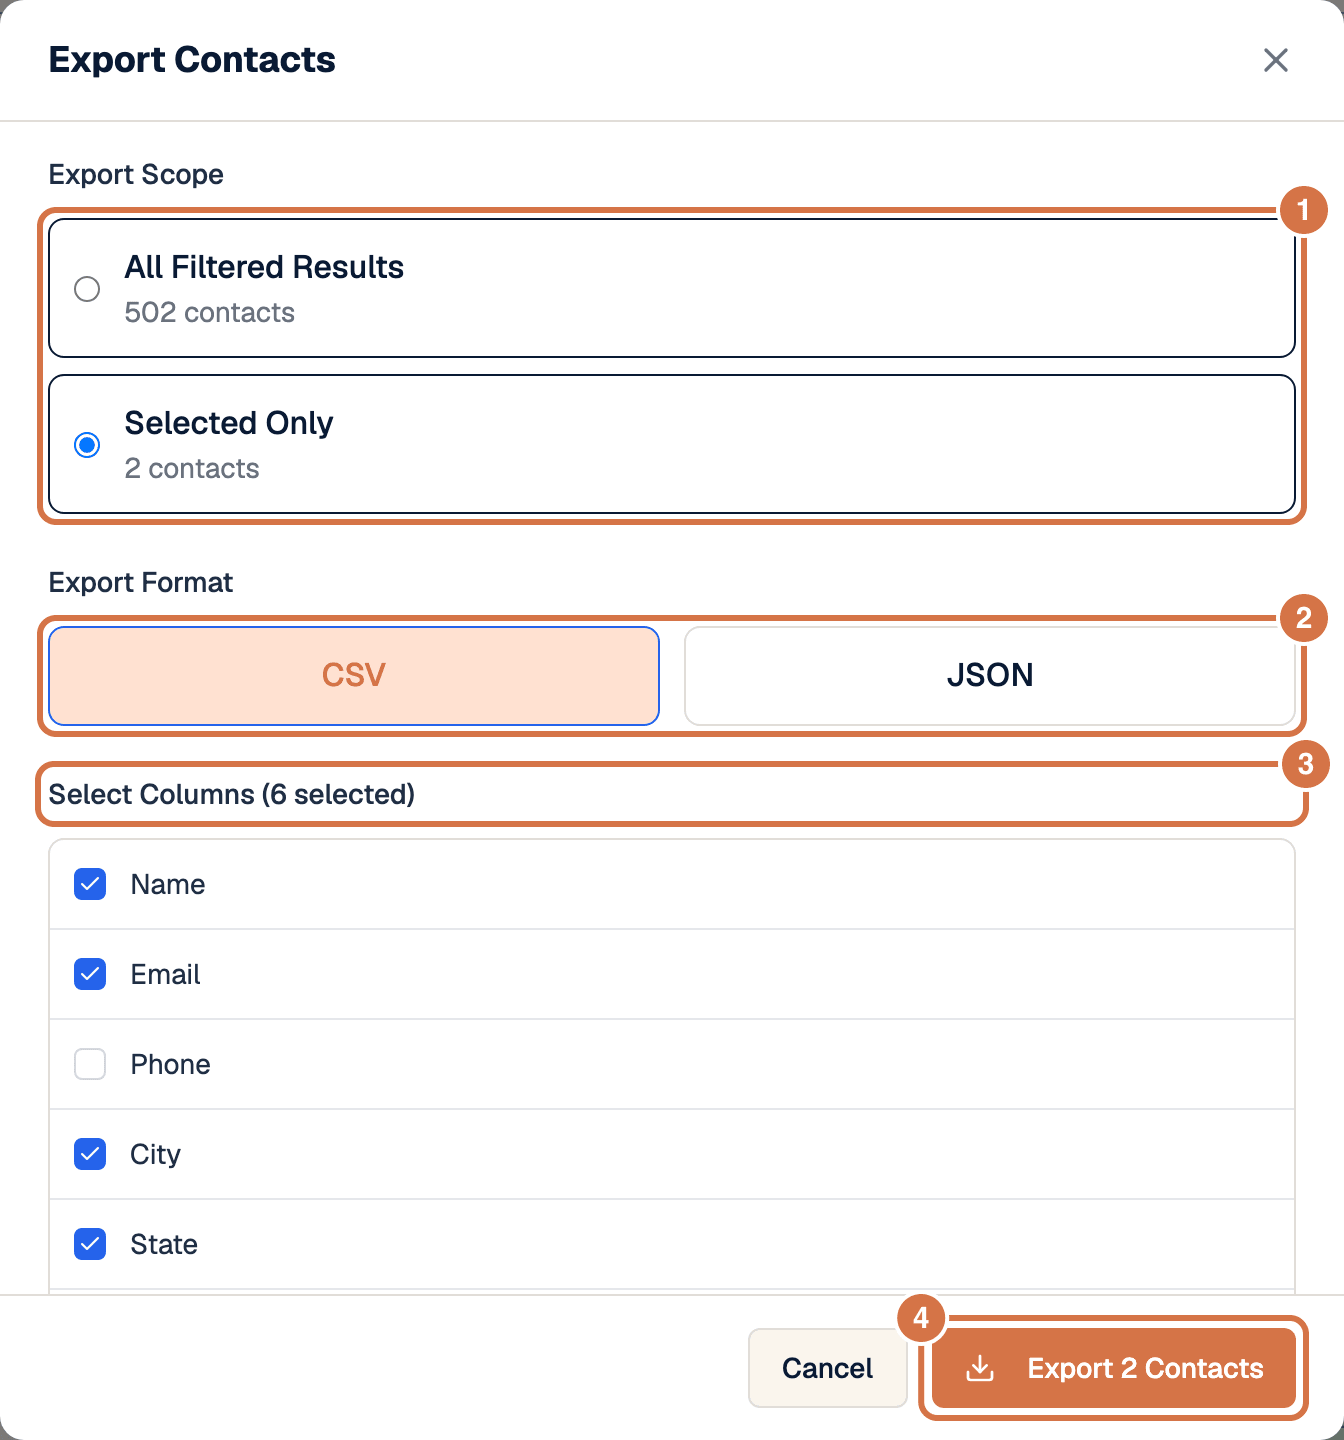 Export Contacts
Export Scope
1
All Filtered Results
502 contacts
Selected Only
2 contacts
Export Format
2
CSV
JSON
3
Select Columns (6 selected)
Name
Email
Phone
City
State
4
Cancel
Export 2 Contacts